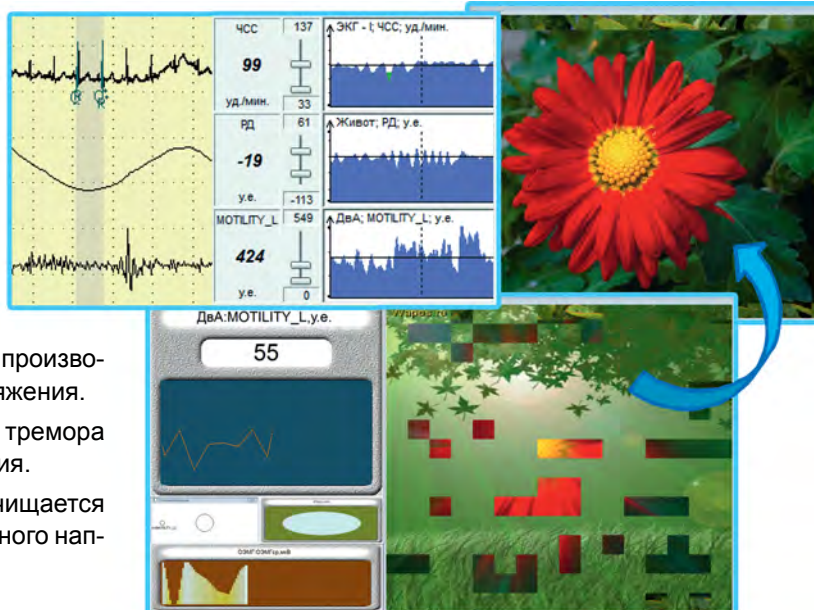 ЧСС 137
99
уд./мин. 33
ЭКГ - I; ЧСС; уд./мин.
РД 61
-19
у.е. -113
Живот; РД; у.е.
MOTILITY_L 549
424
у.е. 0
ДвА; MOTILITY_L; у.е.
произво-
яжения.
тремора
ия.
чищается
ного нап-
ДвА:MOTILITY_L,у.е.
55